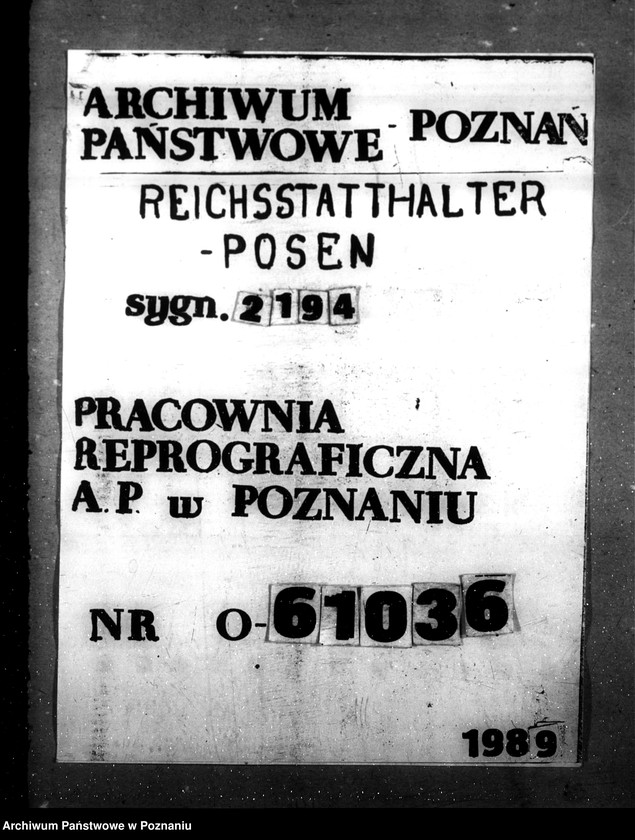 ARCHIWUM
PAŃSTWOWE - POZNAŃ
REICHSSTATTHALTER
-POSEN
sygn. 2194
PRACOWNIA
REPROGRAFICZNA
A.P. w POZNANIU
NR O-61036
1989
Archiwum Państwowe w Poznaniu